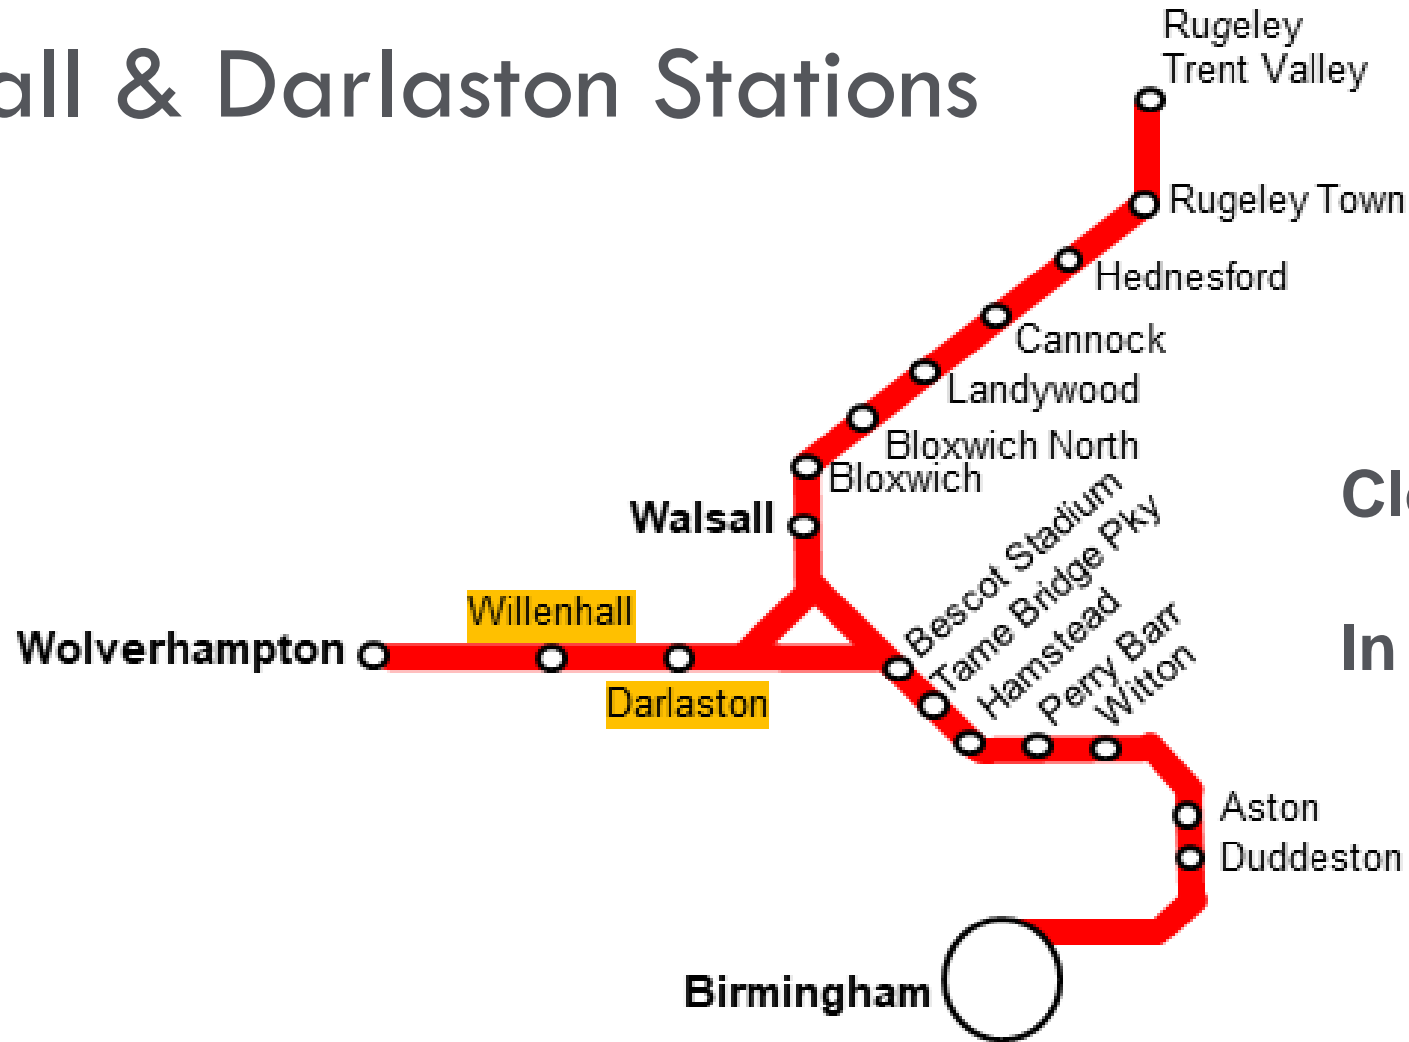 all & Darlaston Stations
Rugeley
Trent Valley
Rugeley Town
Hednesford
Cannock
Landywood
Bloxwich North
Bloxwich
Walsall
Bescot Stadium
Tame Bridge Pky
Hamstead
Perry Barr
Witton
Willenhall
Wolverhampton
Darlaston
In
Aston
Duddeston
Birmingham